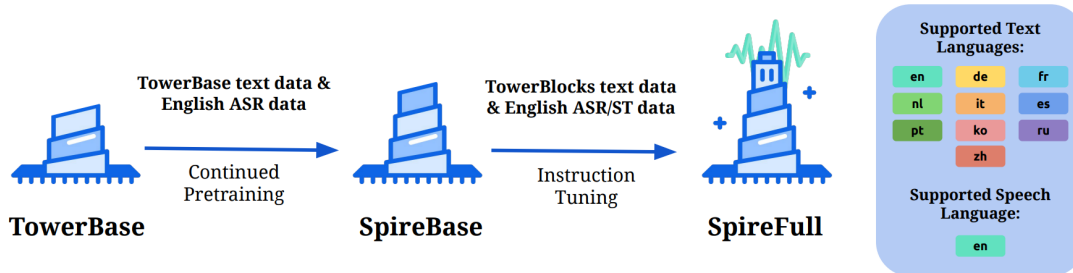 TowerBase text data &
English ASR data
Continued
Pretraining
TowerBlocks text data
& English ASR/ST data
Instruction
Tuning
TowerBase
SpireBase
SpireFull
Supported Text
Languages:
en de fr
nl it es
pt ko ru
zh
Supported Speech
Language:
en